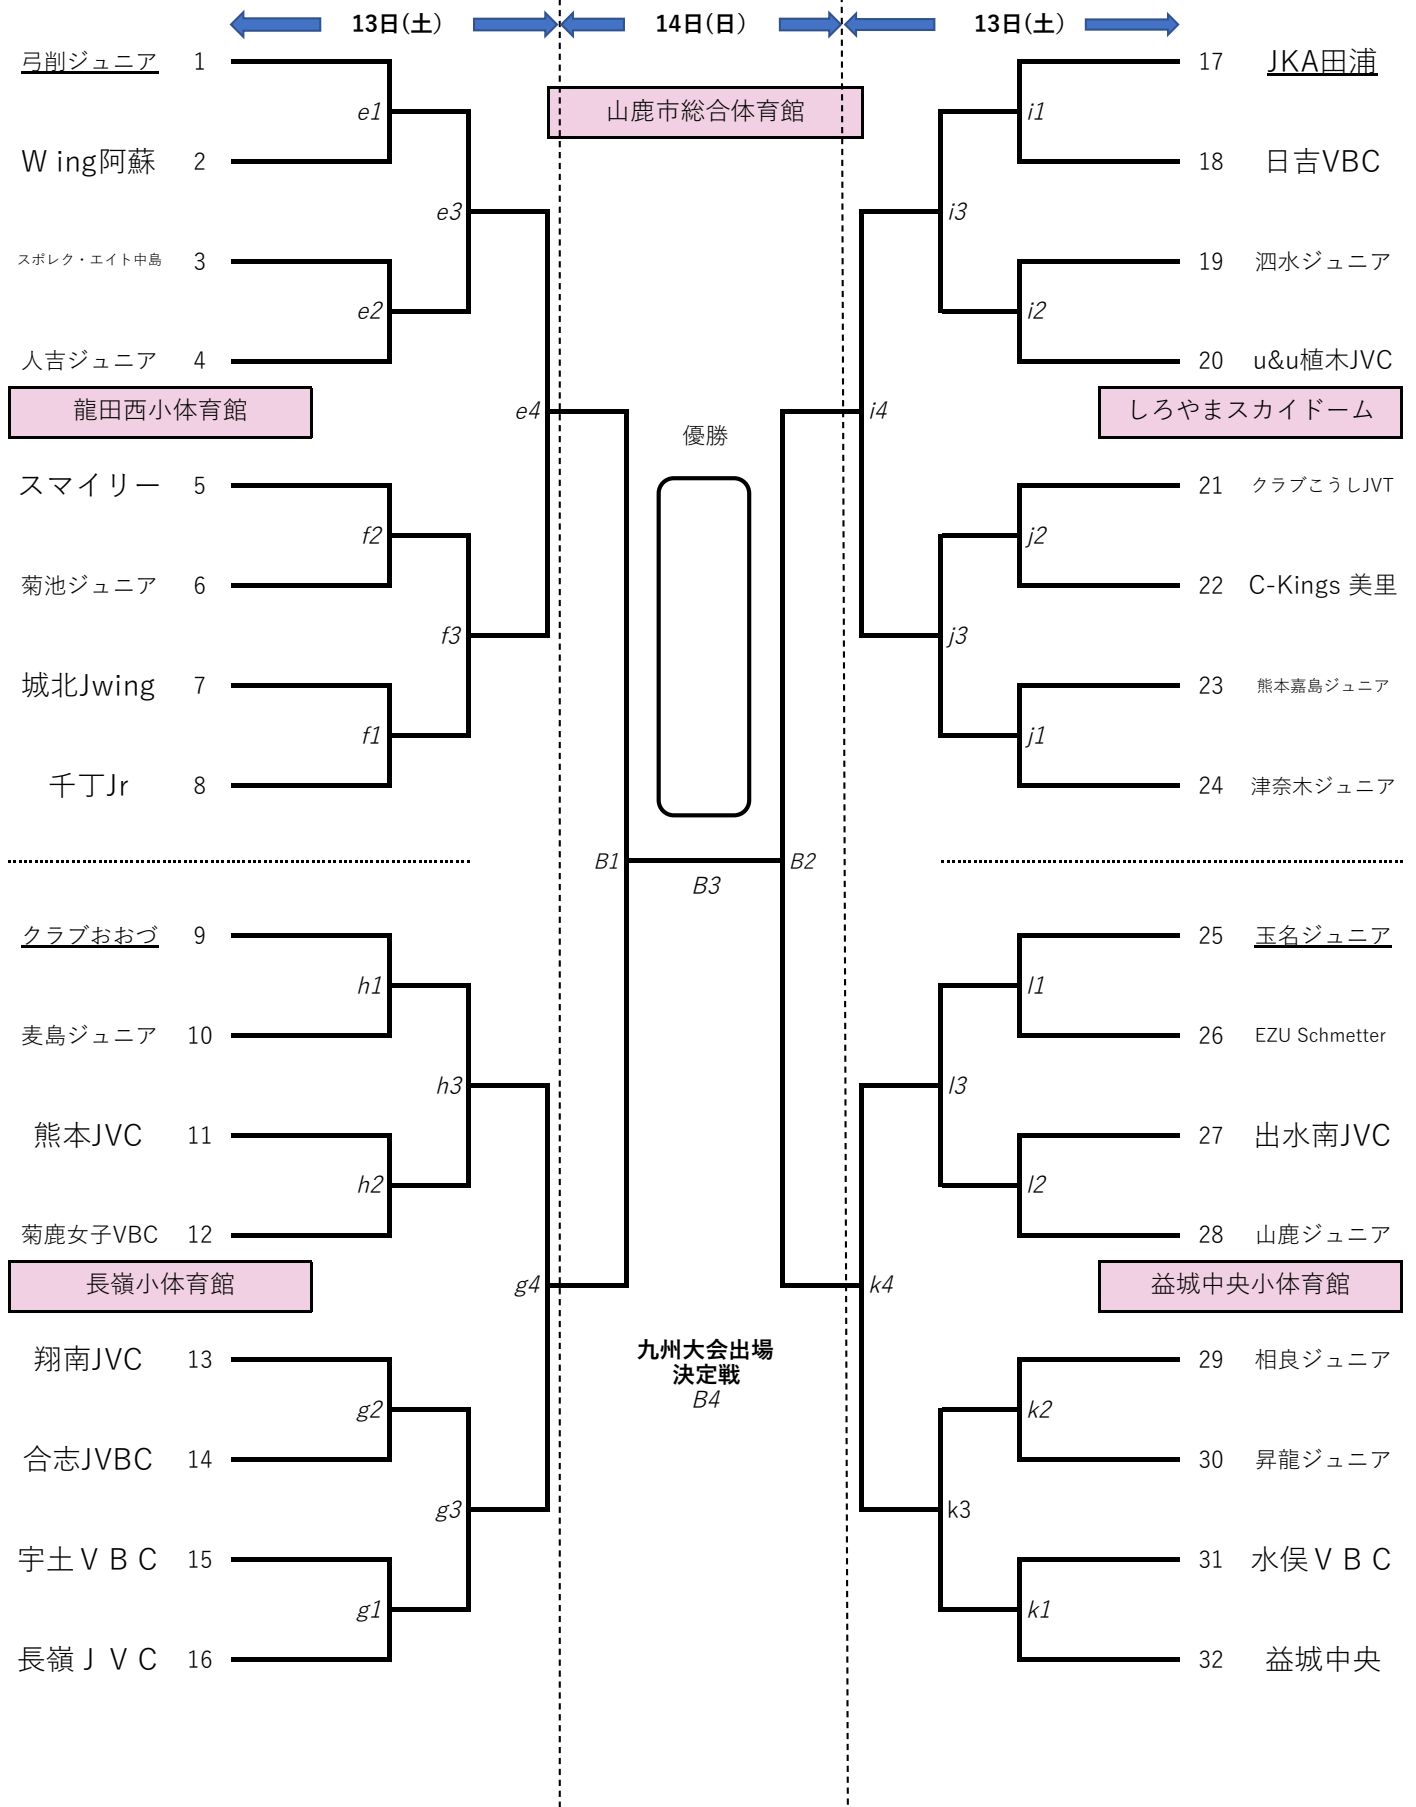 13日(土)
14日(日)
13日(土)
山鹿市総合体育館
弓削ジュニア 1
e1
W ing阿蘇 2
e3
スポレク・エイト中島 3
e2
人吉ジュニア 4
龍田西小体育館
e4
スマイリー 5
f2
菊池ジュニア 6
f3
城北Jwing 7
f1
千丁Jr 8
クラブおおづ 9
h1
麦島ジュニア 10
h3
熊本JVC 11
h2
菊鹿女子VBC 12
長嶺小体育館
g4
翔南JVC 13
g2
合志JVBC 14
g3
宇土ＶＢＣ 15
g1
長嶺ＪＶＣ 16
優勝
B1
B2
B3
九州大会出場
決定戦
B4
17 JKA田浦
i1
18 日吉VBC
i3
19 泗水ジュニア
i2
20 u&u植木JVC
しろやまスカイドーム
i4
21 クラブこうしJVT
j2
22 C-Kings 美里
j3
23 熊本嘉島ジュニア
j1
24 津奈木ジュニア
25 玉名ジュニア
l1
26 EZU Schmetter
l3
27 出水南JVC
l2
28 山鹿ジュニア
益城中央小体育館
k4
29 相良ジュニア
k2
30 昇龍ジュニア
k3
31 水俣ＶＢＣ
k1
32 益城中央